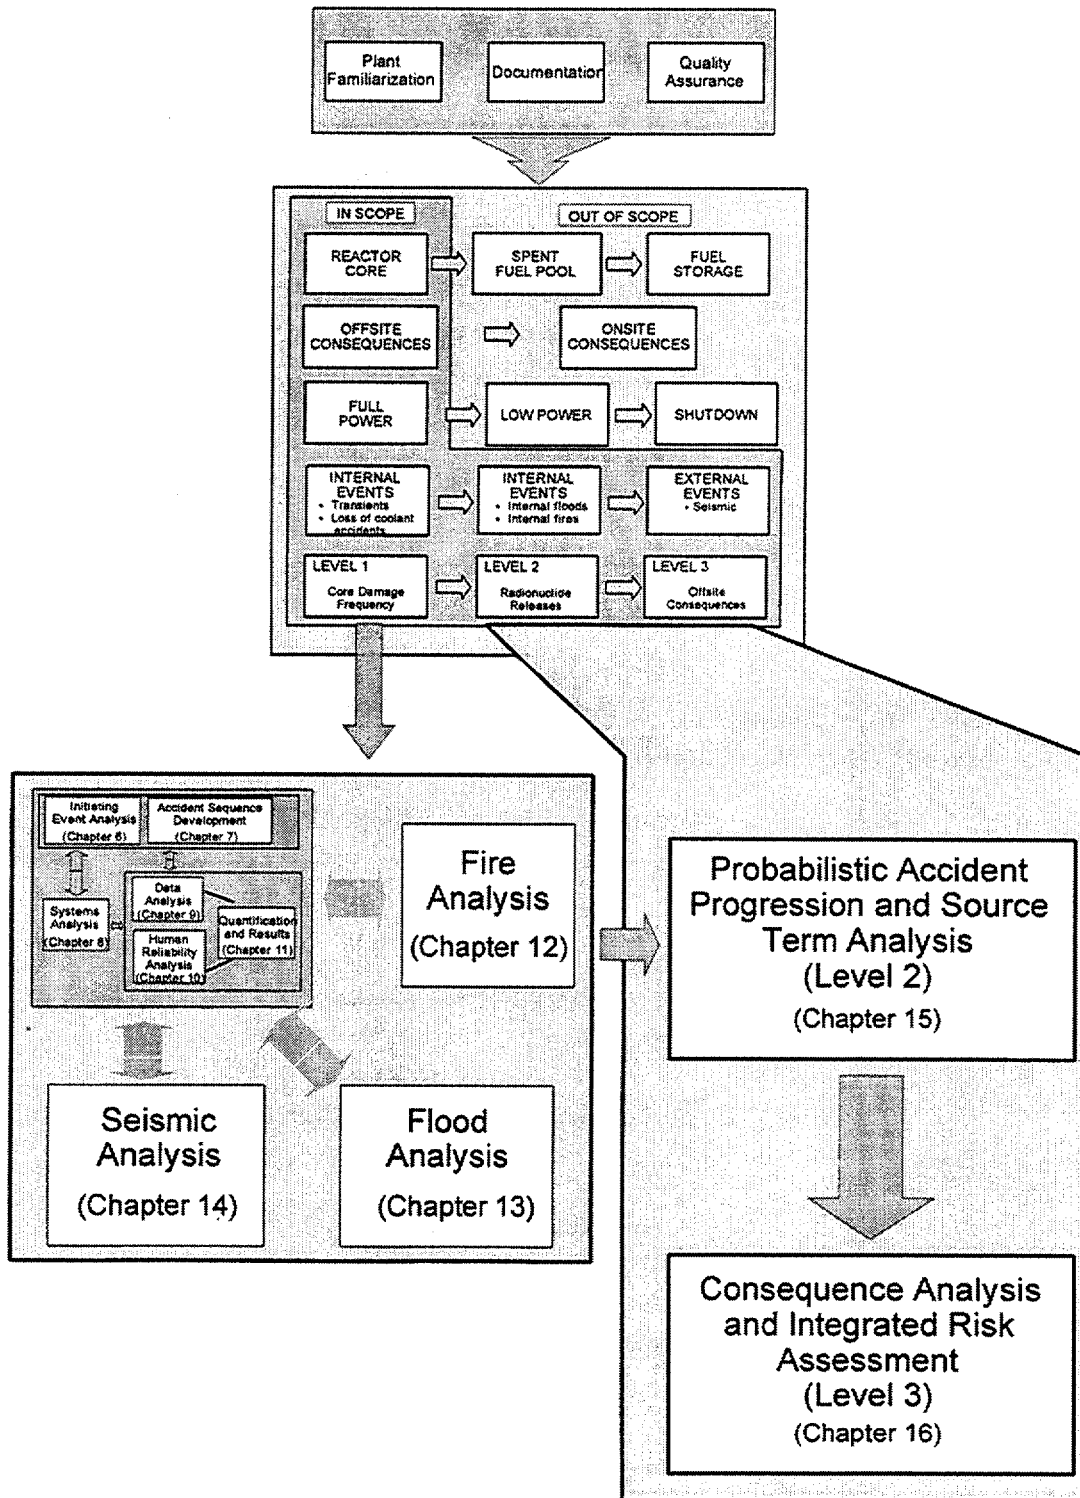 Plant
Familiarization
Documentation
Quality
Assurance
IN SCOPE
OUT OF SCOPE
REACTOR
CORE
SPENT
FUEL POOL
FUEL
STORAGE
OFFSITE
CONSEQUENCES
ONSITE
CONSEQUENCES
FULL
POWER
LOW POWER
SHUTDOWN
INTERNAL
EVENTS
• Transients
• Loss of coolant
accidents
INTERNAL
EVENTS
• Internal floods
• Internal fires
EXTERNAL
EVENTS
• Seismic
LEVEL 1
Core Damage
Frequency
LEVEL 2
Radionuclide
Releases
LEVEL 3
Offsite
Consequences
Initiating
Event Analysis
(Chapter 6)
Accident Sequence
Development
(Chapter 7)
Systems
Analysis
(Chapter 8)
Data
Analysis
(Chapter 9)
Human
Reliability
Analysis
(Chapter 10)
Quantification
and Results
(Chapter 11)
Fire
Analysis
(Chapter 12)
Seismic
Analysis
(Chapter 14)
Flood
Analysis
(Chapter 13)
Probabilistic Accident
Progression and Source
Term Analysis
(Level 2)
(Chapter 15)
Consequence Analysis
and Integrated Risk
Assessment
(Level 3)
(Chapter 16)